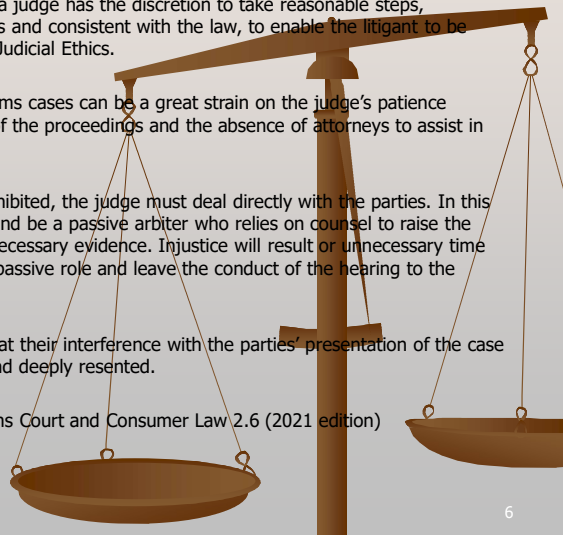 a judge has the discretion to take reasonable steps,
s and consistent with the law, to enable the litigant to be
Judicial Ethics.
ms cases can be a great strain on the judge's patience
f the proceedings and the absence of attorneys to assist in
hibited, the judge must deal directly with the parties. In this
nd be a passive arbiter who relies on counsel to raise the
ecessary evidence. Injustice will result or unnecessary time
passive role and leave the conduct of the hearing to the
at their interference with the parties' presentation of the case
nd deeply resented.
ns Court and Consumer Law 2.6 (2021 edition)
6